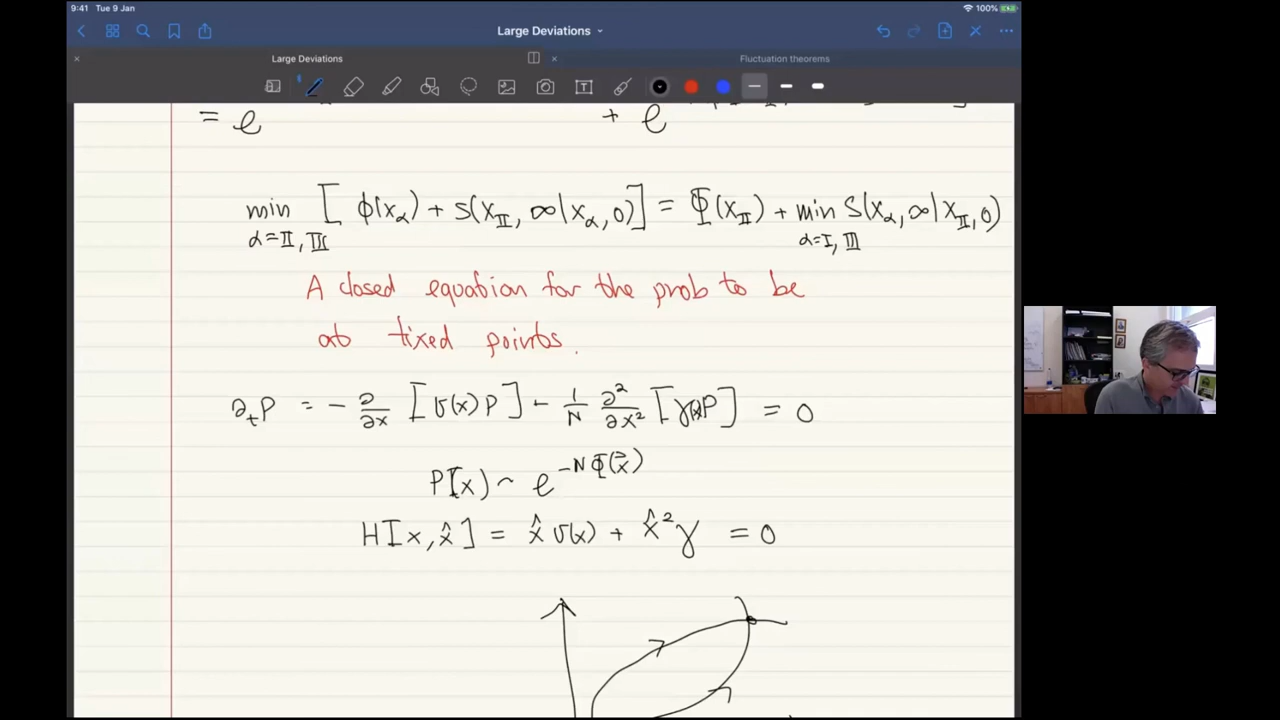 9:41 Tue 9 Jan 100%
Large Deviations
Large Deviations Fluctuation theorems
= e + e
min [ ϕ(x_α) + S(x_II, ∞|x_α, 0) ] = Φ(x_II) + min S(x_α, ∞|x_II, 0)
α=II, III α=I, III
A closed equation for the prob to be
at fixed points.
∂_t P = - ∂/∂x [ v(x) P ] - 1/N ∂²/∂x² [ γ(x) P ] = 0
P[x) ~ e^{-NΦ(x⃗)}
H[x, x̂] = x̂ v(x) + x̂² γ = 0